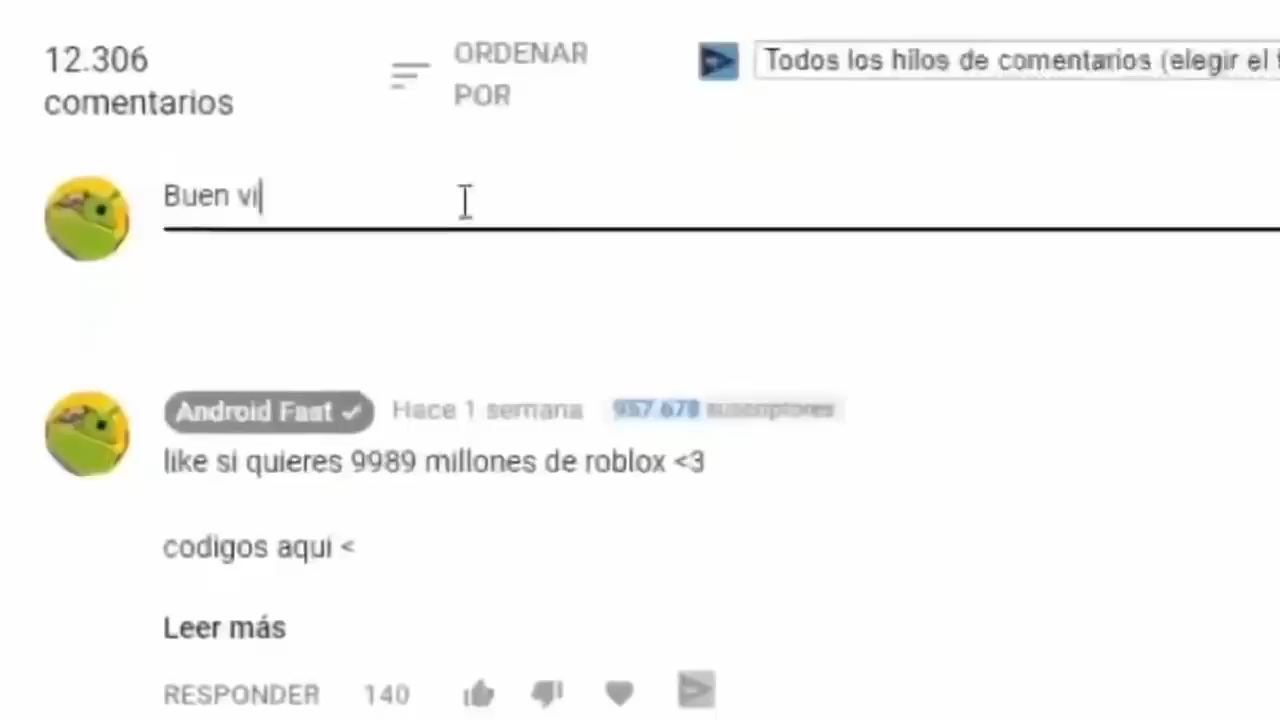 12.306
comentarios
ORDENAR
POR
Todos los hilos de comentarios (elegir el
Buen vi
Android Fast Hace 1 semana 957 678 suscriptores
like si quieres 9989 millones de roblox <3
codigos aqui <
Leer más
RESPONDER 140